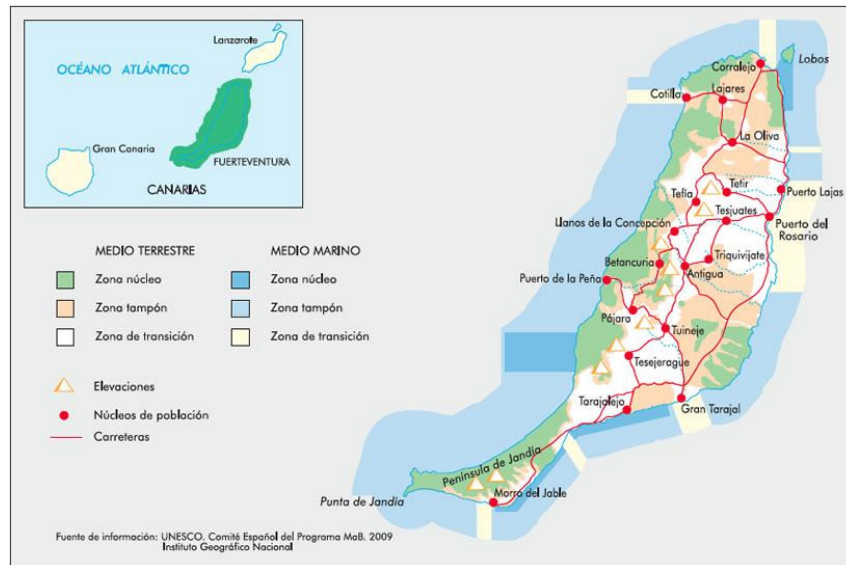 Lanzarote
OCÉANO ATLÁNTICO
Gran Canaria
FUERTEVENTURA
CANARIAS
MEDIO TERRESTRE
Zona núcleo
Zona tampón
Zona de transición
MEDIO MARINO
Zona núcleo
Zona tampón
Zona de transición
Elevaciones
Núcleos de población
Carreteras
Corralejo
Lobos
Cotilla
Lajares
La Oliva
Tetir
Puerto Lajas
Tefía
Tesjuates
Llanos de la Concepción
Puerto del
Rosario
Betancuria
Triquivijate
Antigua
Puerto de la Peña
Pájara
Tuineje
Tesejerague
Tarajalejo
Gran Tarajal
Península de Jandía
Punta de Jandía
Morro del Jable
Fuente de información: UNESCO. Comité Español del Programa MaB. 2009
Instituto Geográfico Nacional